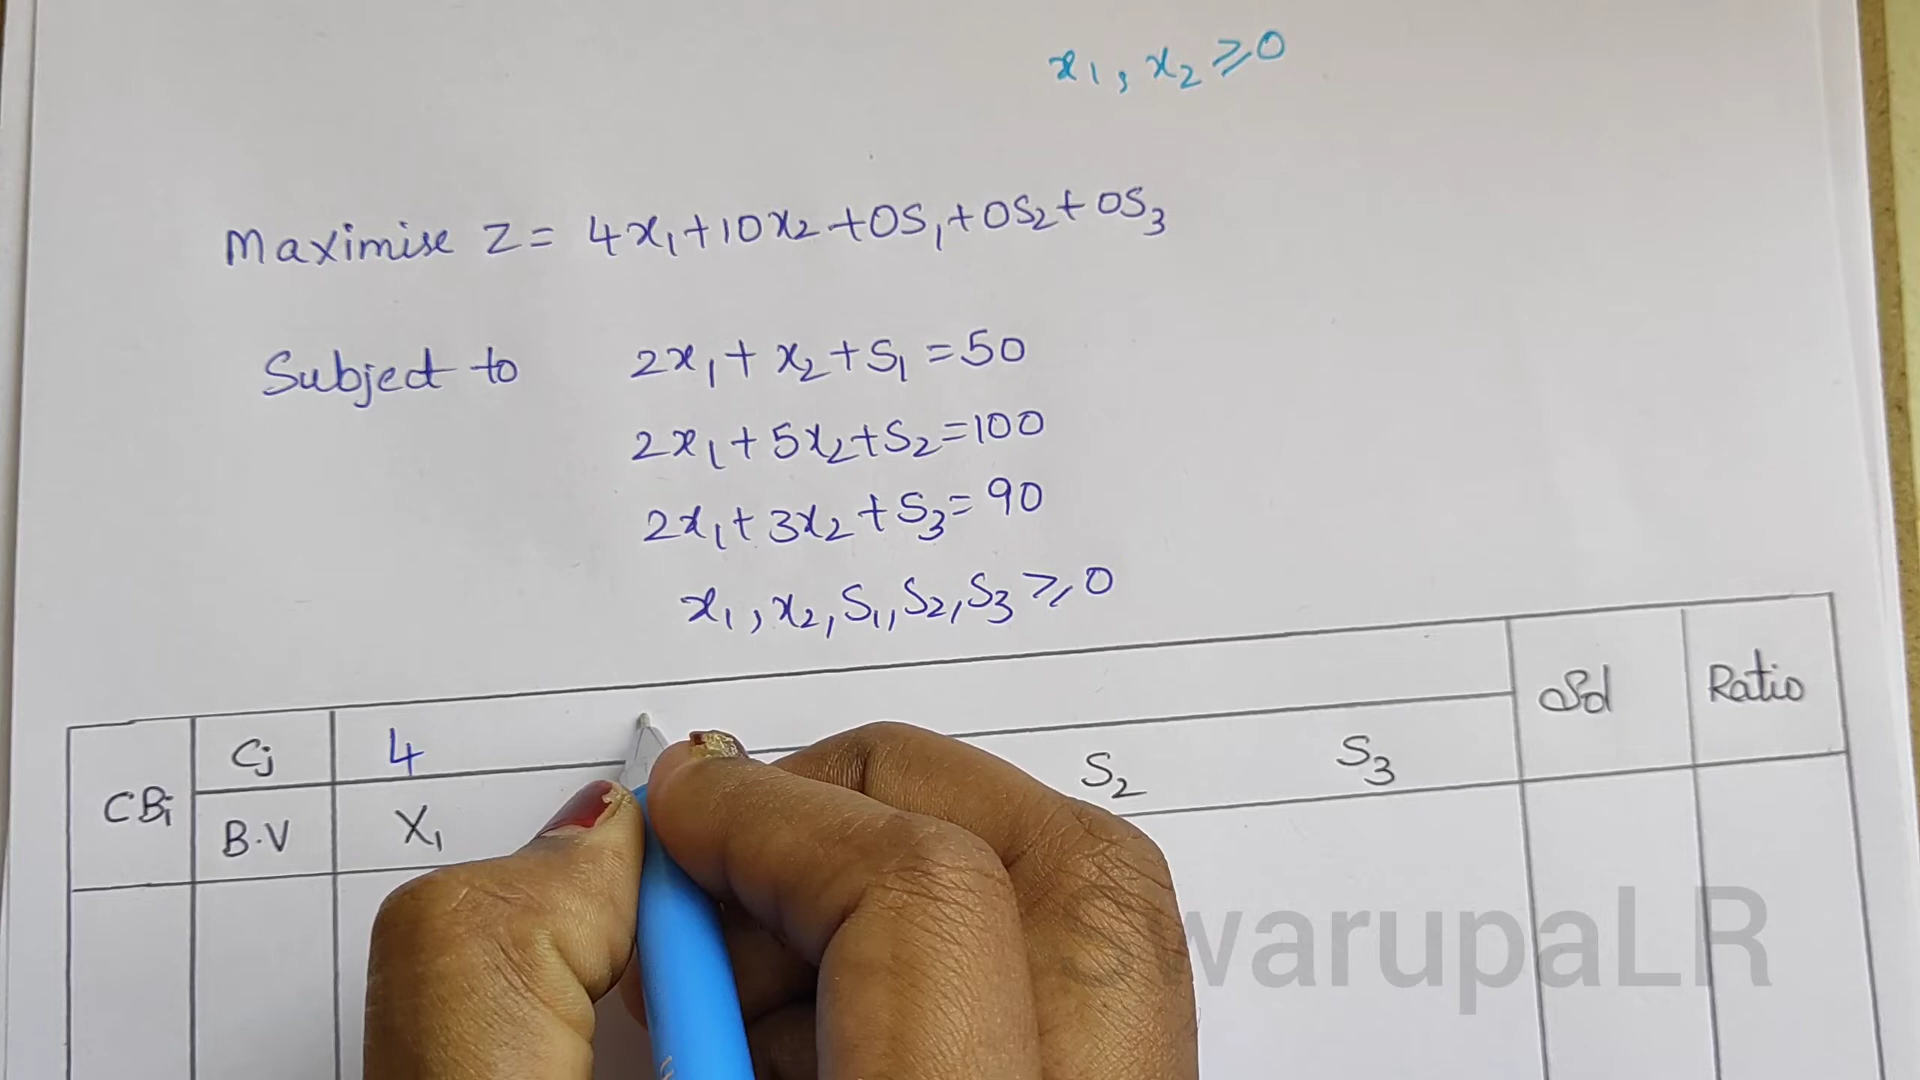 x₁, x₂ ≥ 0
Maximise Z = 4x₁ + 10x₂ + 0S₁ + 0S₂ + 0S₃
Subject to 2x₁ + x₂ + S₁ = 50
2x₁ + 5x₂ + S₂ = 100
2x₁ + 3x₂ + S₃ = 90
x₁, x₂, S₁, S₂, S₃ ≥ 0
CBi Cj 4 Sol Ratio
B.V X₁ S₂ S₃
SwarupaLR